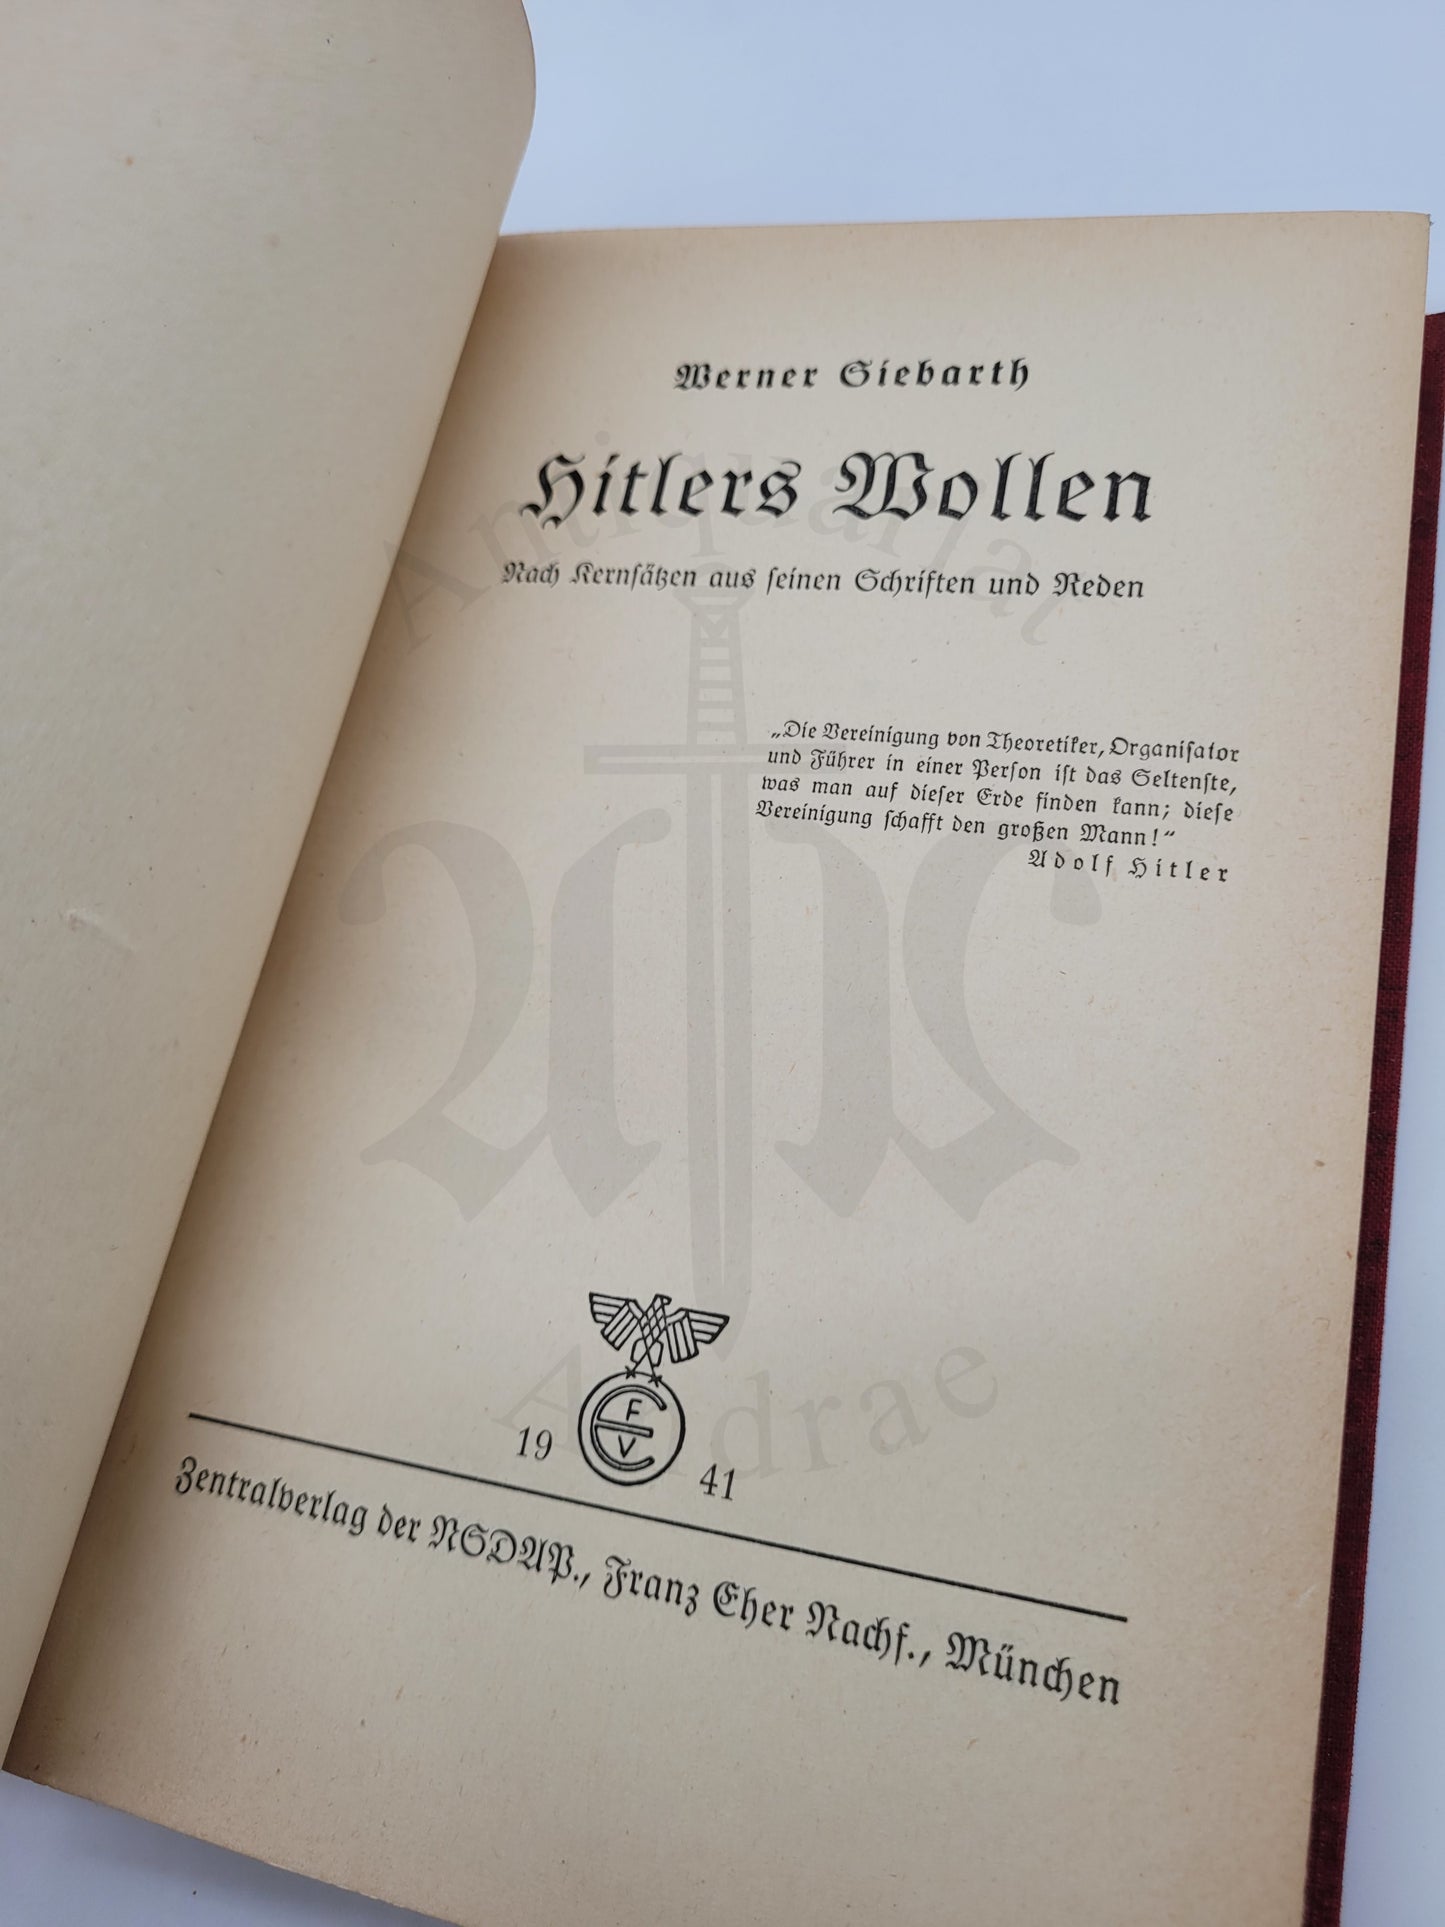 Werner Siebarth
Hitlers Wollen
Nach Kernsätzen aus seinen Schriften und Reden
„Die Vereinigung von Theoretiker, Organisator
und Führer in einer Person ist das Seltenste,
was man auf dieser Erde finden kann; diese
Vereinigung schafft den großen Mann!“
Adolf Hitler
Antiquariat
Andrae
F
V
19 41
Zentralverlag der NSDAP., Franz Eher Nachf., München